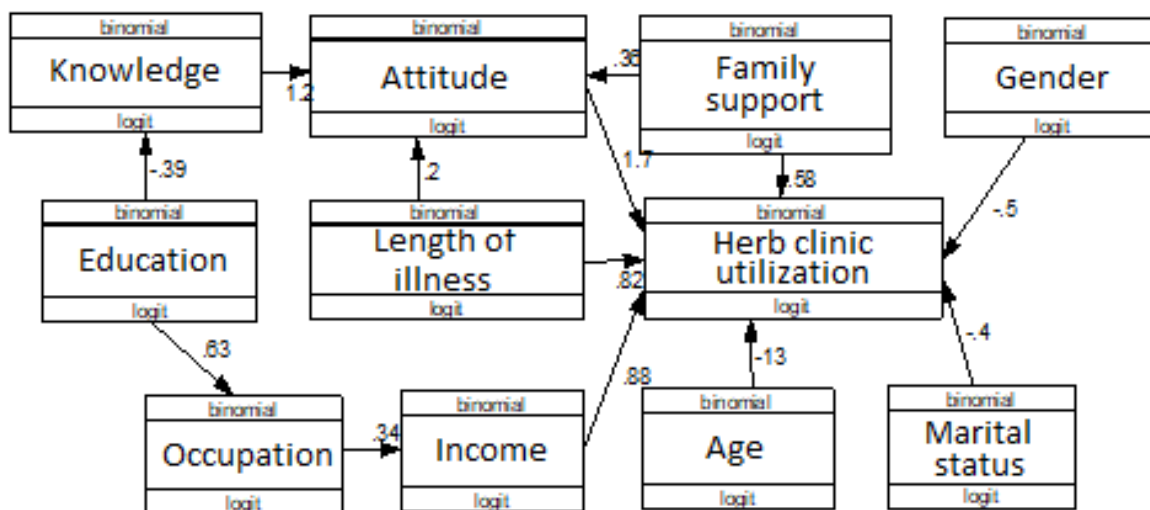 binomial
Knowledge
logit
1.2
binomial
Attitude
logit
.36
binomial
Family
support
logit
binomial
Gender
logit
-.39
.2
1.7
.58
-.5
binomial
Education
logit
binomial
Length of
illness
logit
.82
binomial
Herb clinic
utilization
logit
.63
.88
-13
-.4
binomial
Occupation
logit
.34
binomial
Income
logit
binomial
Age
logit
binomial
Marital
status
logit